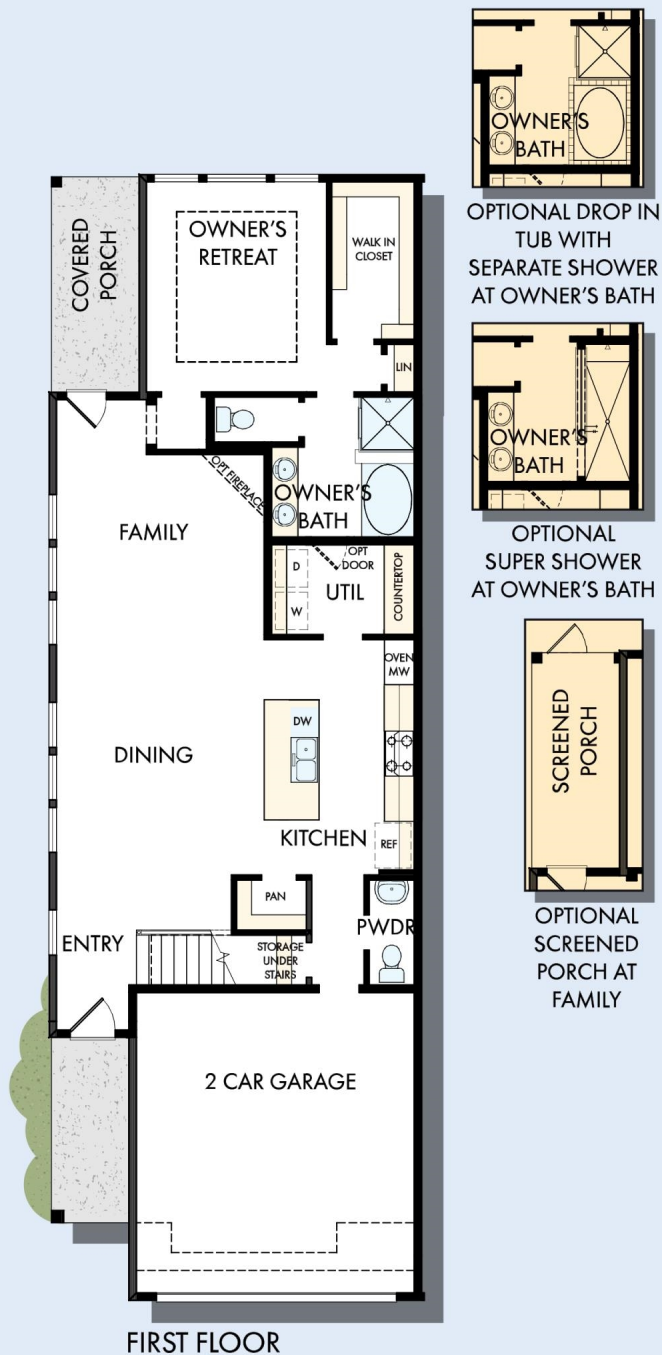 OWNER'S
BATH
OPTIONAL DROP IN
TUB WITH
SEPARATE SHOWER
AT OWNER'S BATH
COVERED
PORCH
OWNER'S
RETREAT
WALK IN
CLOSET
LIN
OWNER'S
BATH
OPTIONAL
SUPER SHOWER
AT OWNER'S BATH
OPT FIREPLACE
OWNER'S
BATH
FAMILY
D
W
OPT
DOOR
UTIL
COUNTERTOP
OVEN
MW
SCREENED
PORCH
OPTIONAL
SCREENED
PORCH AT
FAMILY
DW
DINING
KITCHEN
REF
PAN
PWDR
ENTRY
STORAGE
UNDER
STAIRS
2 CAR GARAGE
FIRST FLOOR